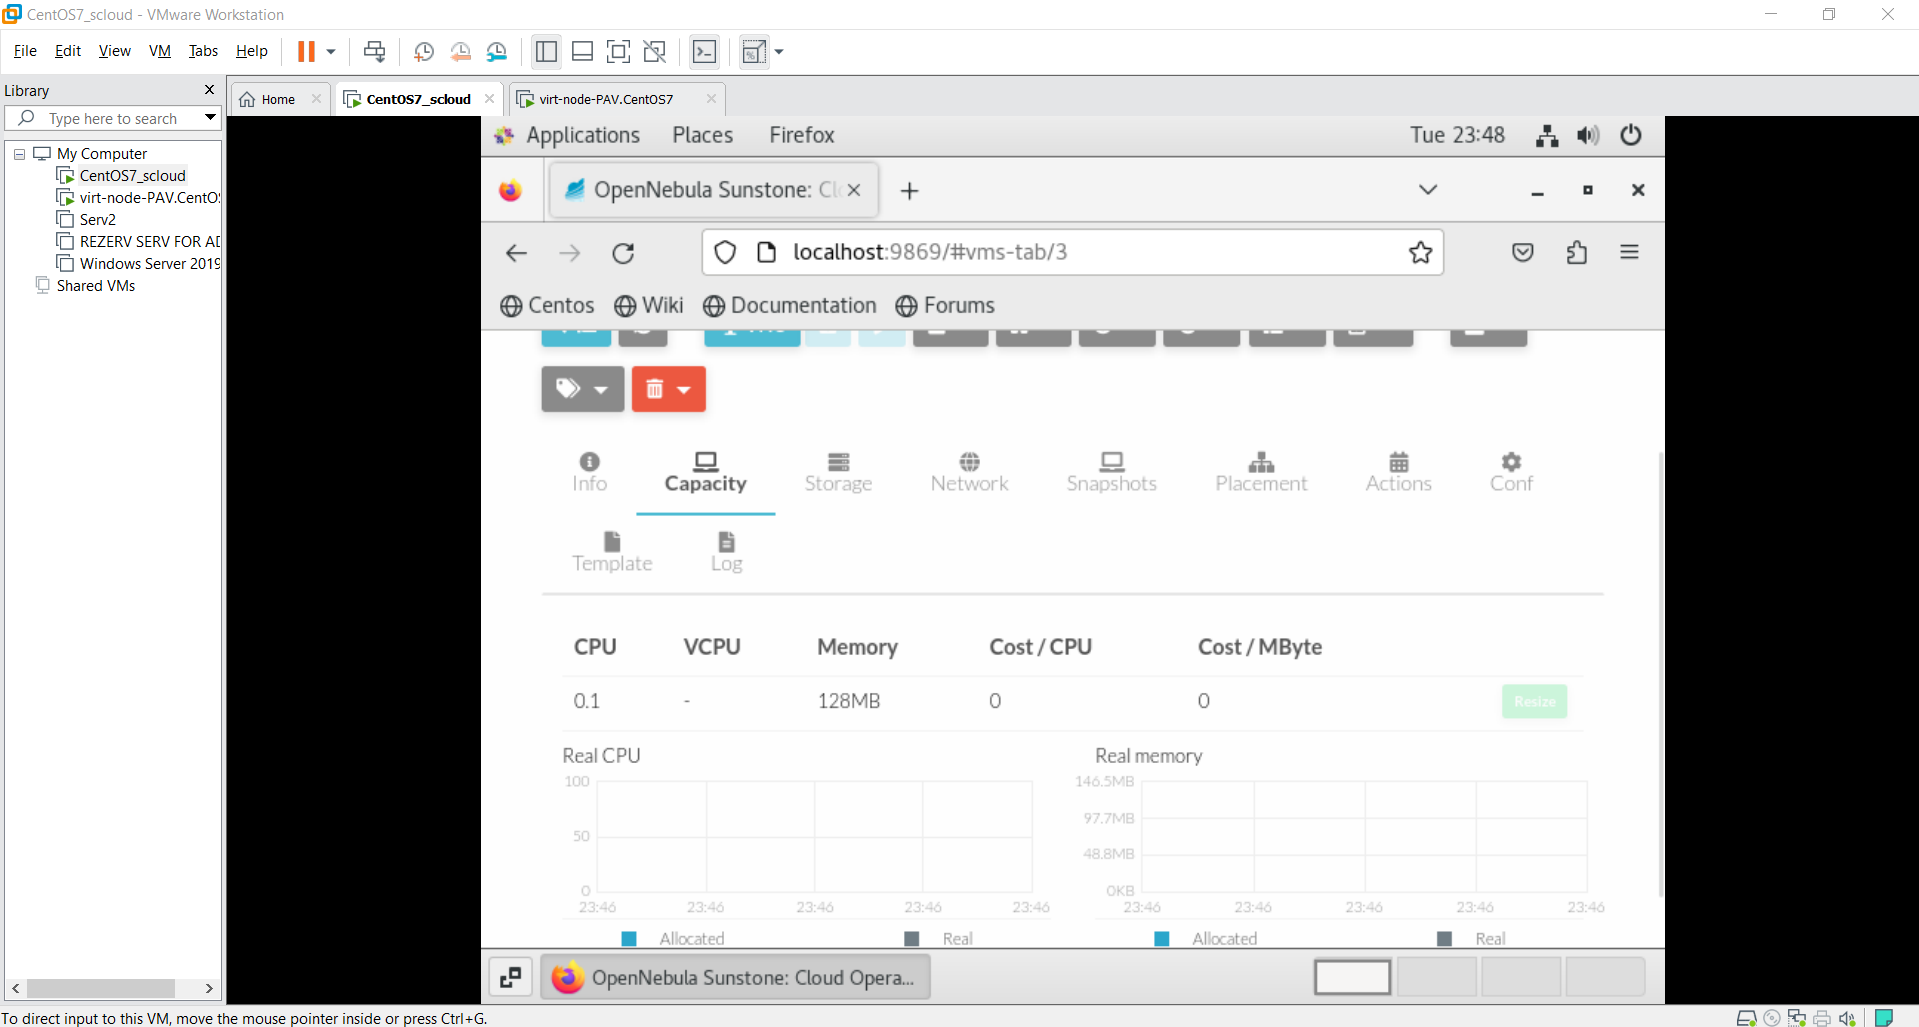 CentOS7_scloud - VMware Workstation
File Edit View VM Tabs Help
Library
Type here to search
My Computer
CentOS7_scloud
virt-node-PAV.CentOS
Serv2
REZERV SERV FOR AD
Windows Server 2019
Shared VMs
Home CentOS7_scloud virt-node-PAV.CentOS7
Applications Places Firefox Tue 23:48
OpenNebula Sunstone: Clo
localhost:9869/#vms-tab/3
Centos Wiki Documentation Forums
Info Capacity Storage Network Snapshots Placement Actions Conf
Template Log
CPU VCPU Memory Cost / CPU Cost / MByte
0.1 - 128MB 0 0 Resize
Real CPU
100
50
0
23:46 23:46 23:46 23:46 23:46
Allocated Real
Real memory
146.5MB
97.7MB
48.8MB
0KB
23:46 23:46 23:46 23:46 23:46
Allocated Real
OpenNebula Sunstone: Cloud Opera...
To direct input to this VM, move the mouse pointer inside or press Ctrl+G.